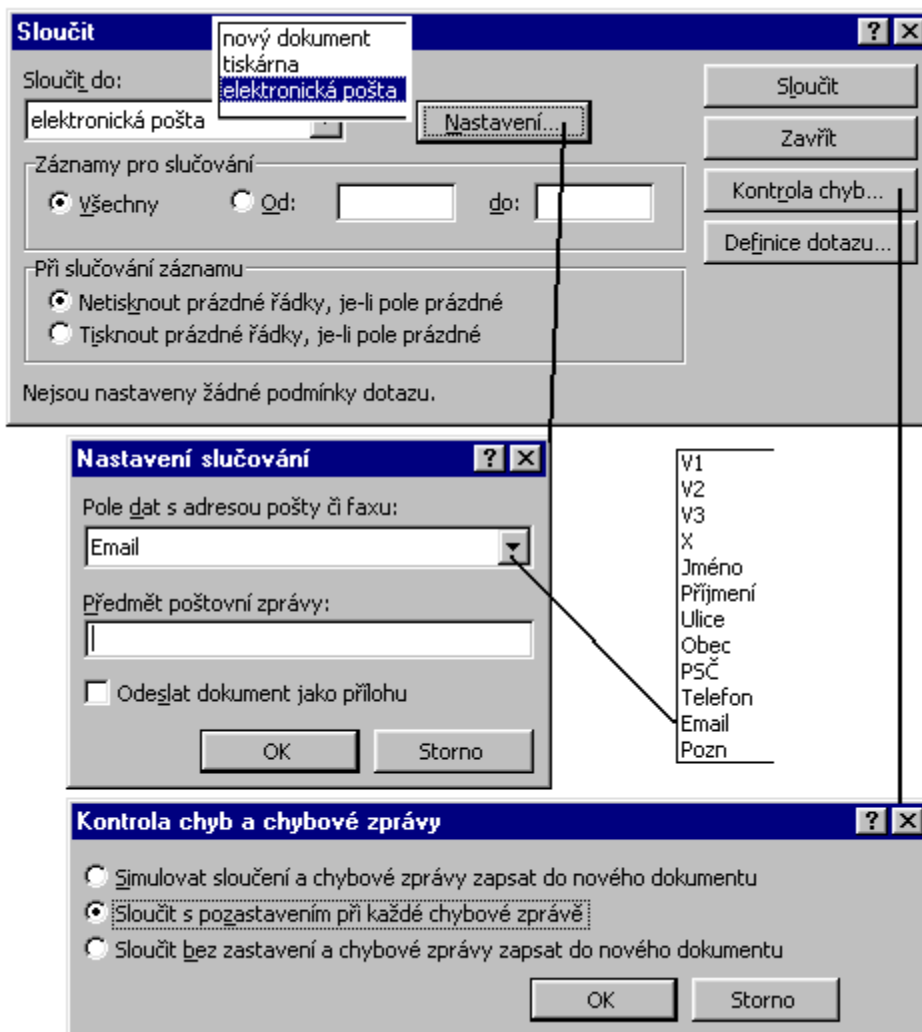 Sloučit
nový dokument
tiskárna
elektronická pošta
Sloučit do:
elektronická pošta
Nastavení...
Sloučit
Zavřít
Kontrola chyb...
Definice dotazu...
Záznamy pro slučování
Všechny Od: do:
Při slučování záznamu
Netisknout prázdné řádky, je-li pole prázdné
Tisknout prázdné řádky, je-li pole prázdné
Nejsou nastaveny žádné podmínky dotazu.
Nastavení slučování
Pole dat s adresou pošty či faxu:
Email
Předmět poštovní zprávy:
Odeslat dokument jako přílohu
OK Storno
V1
V2
V3
X
Jméno
Příjmení
Ulice
Obec
PSČ
Telefon
Email
Pozn
Kontrola chyb a chybové zprávy
Simulovat sloučení a chybové zprávy zapsat do nového dokumentu
Sloučit s pozastavením při každé chybové zprávě
Sloučit bez zastavení a chybové zprávy zapsat do nového dokumentu
OK Storno